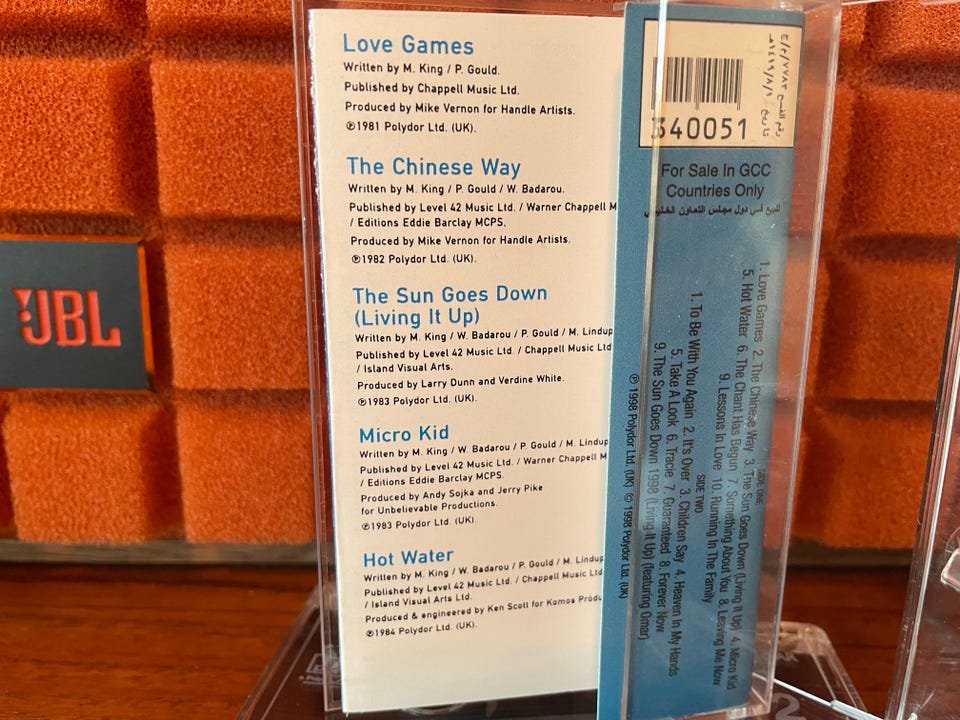 JBL
Love Games
Written by M. King / P. Gould.
Published by Chappell Music Ltd.
Produced by Mike Vernon for Handle Artists.
℗1981 Polydor Ltd. (UK).
The Chinese Way
Written by M. King / P. Gould / W. Badarou.
Published by Level 42 Music Ltd. / Warner Chappell M
/ Editions Eddie Barclay MCPS.
Produced by Mike Vernon for Handle Artists.
℗1982 Polydor Ltd. (UK).
The Sun Goes Down
(Living It Up)
Written by M. King / W. Badarou / P. Gould / M. Lindup
Published by Level 42 Music Ltd. / Chappell Music Ltd
/ Island Visual Arts.
Produced by Larry Dunn and Verdine White.
℗1983 Polydor Ltd. (UK).
Micro Kid
Written by M. King / W. Badarou / P. Gould / M. Lindup
Published by Level 42 Music Ltd. / Warner Chappell M
/ Editions Eddie Barclay MCPS.
Produced by Andy Sojka and Jerry Pike
for Unbelievable Productions.
℗1983 Polydor Ltd. (UK).
Hot Water
Written by M. King / W. Badarou / P. Gould / M. Lindup
Published by Level 42 Music Ltd. / Chappell Music Ltd
/ Island Visual Arts Ltd.
Produced & engineered by Ken Scott for Komos Produ
℗1984 Polydor Ltd. (UK).
رقم الفسح ٧٧٨٣/م/ج
تاريخ ١٤١٩/٨/١هـ
340051
For Sale In GCC
Countries Only
للبيع في دول مجلس التعاون
SIDE ONE
1. Love Games 2. The Chinese Way 3. The Sun Goes Down (Living It Up) 4. Micro Kid
5. Hot Water 6. The Chant Has Begun 7. Something About You 8. Leaving Me Now
9. Lessons In Love 10. Running In The Family
SIDE TWO
1. To Be With You Again 2. It's Over 3. Children Say 4. Heaven In My Hands
5. Take A Look 6. Tracie 7. Guaranteed 8. Forever Now
9. The Sun Goes Down 1998 (Living It Up) (featuring Omar)
℗ 1998 Polydor Ltd. (UK) © 1998 Polydor Ltd. (UK)